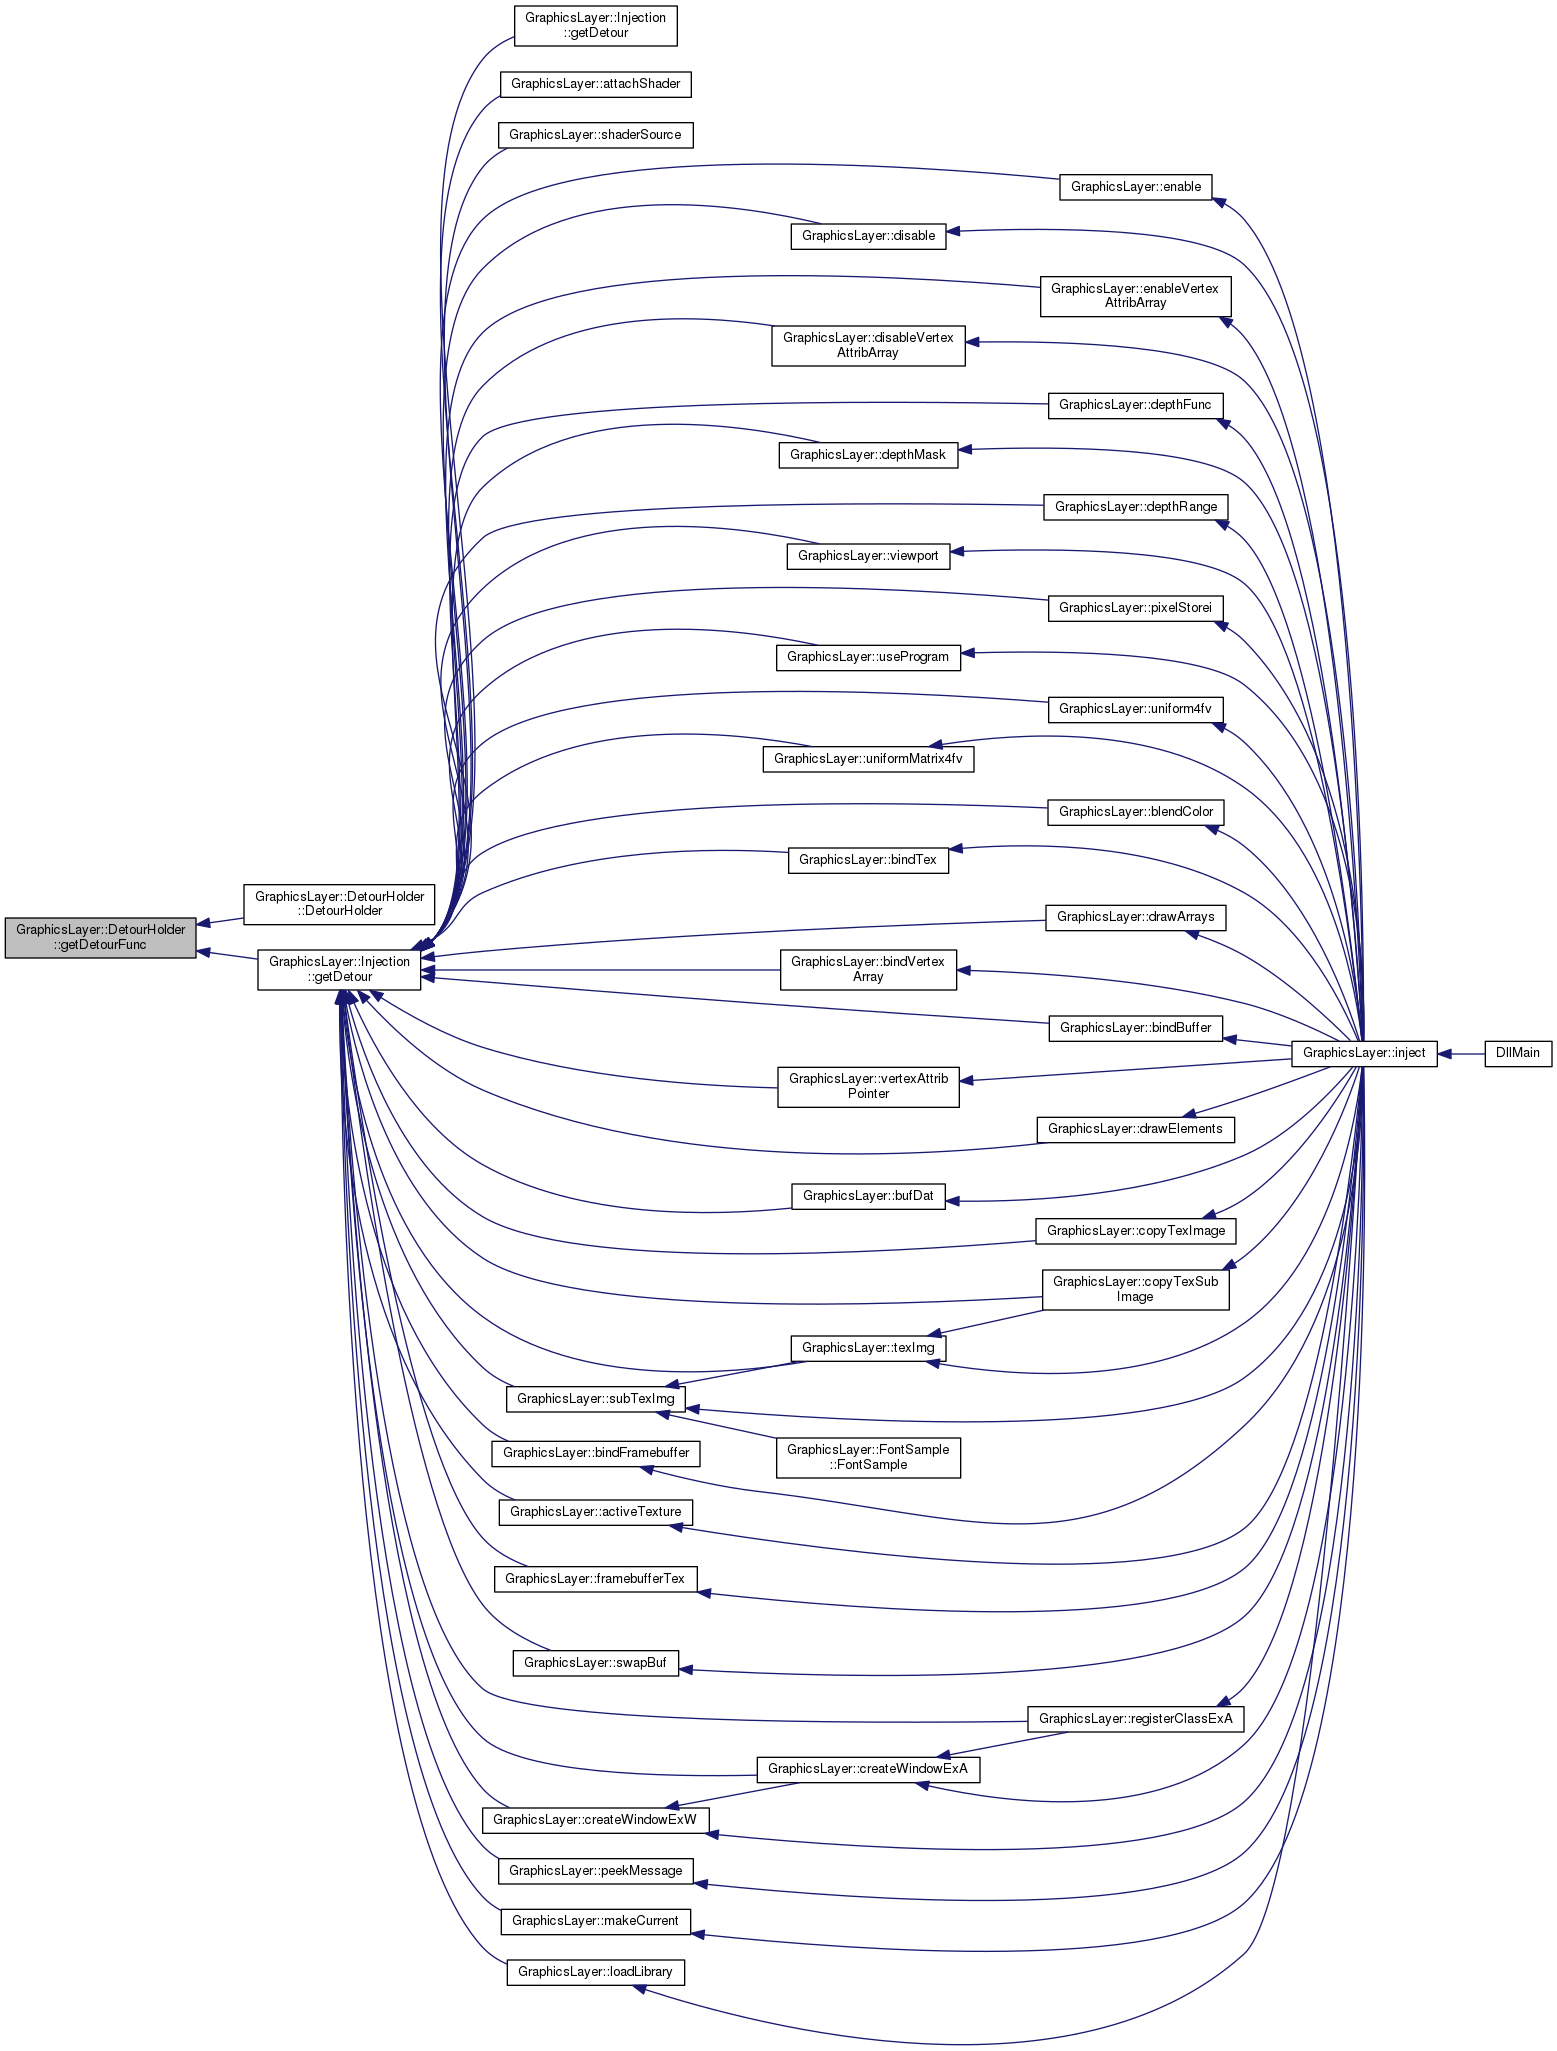 GraphicsLayer::Injection
::getDetour
GraphicsLayer::attachShader
GraphicsLayer::shaderSource
GraphicsLayer::enable
GraphicsLayer::disable
GraphicsLayer::enableVertex
AttribArray
GraphicsLayer::disableVertex
AttribArray
GraphicsLayer::depthFunc
GraphicsLayer::depthMask
GraphicsLayer::depthRange
GraphicsLayer::viewport
GraphicsLayer::pixelStorei
GraphicsLayer::useProgram
GraphicsLayer::uniform4fv
GraphicsLayer::uniformMatrix4fv
GraphicsLayer::blendColor
GraphicsLayer::bindTex
GraphicsLayer::DetourHolder
::DetourHolder
GraphicsLayer::drawArrays
GraphicsLayer::DetourHolder
::getDetourFunc
GraphicsLayer::Injection
::getDetour
GraphicsLayer::bindVertex
Array
GraphicsLayer::bindBuffer
GraphicsLayer::inject
DllMain
GraphicsLayer::vertexAttrib
Pointer
GraphicsLayer::drawElements
GraphicsLayer::bufDat
GraphicsLayer::copyTexImage
GraphicsLayer::copyTexSub
Image
GraphicsLayer::texImg
GraphicsLayer::subTexImg
GraphicsLayer::bindFramebuffer
GraphicsLayer::FontSample
::FontSample
GraphicsLayer::activeTexture
GraphicsLayer::framebufferTex
GraphicsLayer::swapBuf
GraphicsLayer::registerClassExA
GraphicsLayer::createWindowExA
GraphicsLayer::createWindowExW
GraphicsLayer::peekMessage
GraphicsLayer::makeCurrent
GraphicsLayer::loadLibrary